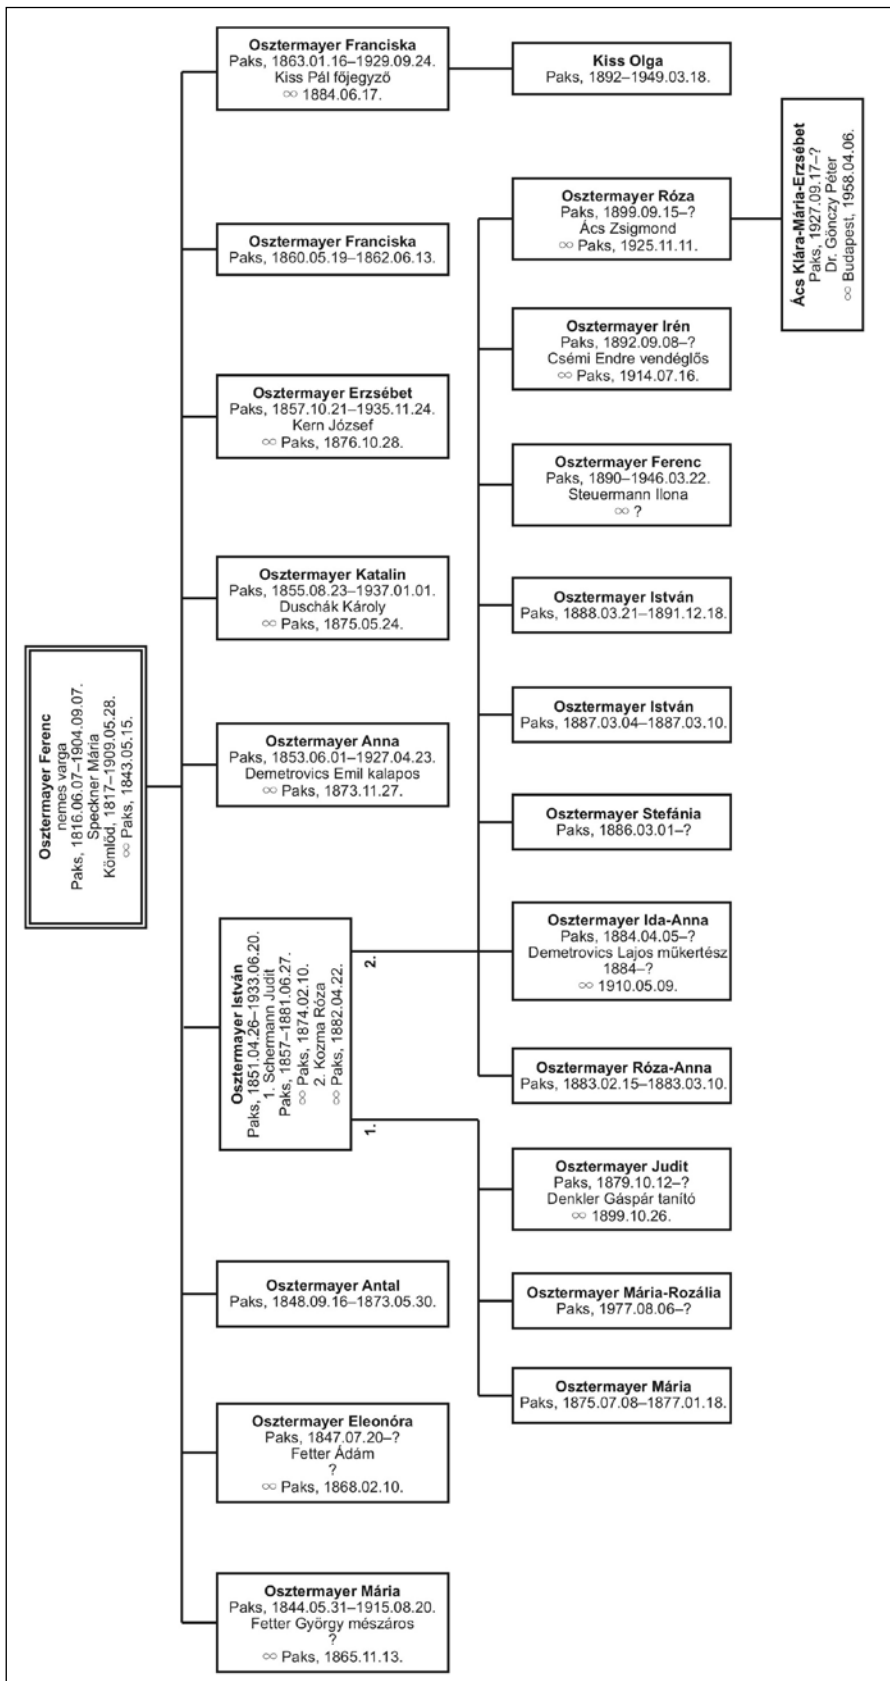 Osztermayer Ferenc
nemes varga
Paks, 1816.06.07–1904.09.07.
Speckner Mária
Kömlőd, 1817–1909.05.28.
∞ Paks, 1843.05.15.
Osztermayer Franciska
Paks, 1863.01.16–1929.09.24.
Kiss Pál főjegyző
∞ 1884.06.17.
Osztermayer Franciska
Paks, 1860.05.19–1862.06.13.
Osztermayer Erzsébet
Paks, 1857.10.21–1935.11.24.
Kern József
∞ Paks, 1876.10.28.
Osztermayer Katalin
Paks, 1855.08.23–1937.01.01.
Duschák Károly
∞ Paks, 1875.05.24.
Osztermayer Anna
Paks, 1853.06.01–1927.04.23.
Demetrovics Emil kalapos
∞ Paks, 1873.11.27.
Osztermayer István
Paks, 1851.04.26–1933.06.20.
1. Schermann Judit
Paks, 1857–1881.06.27.
∞ Paks, 1874.02.10.
2. Kozma Róza
∞ Paks, 1882.04.22.
2.
1.
Osztermayer Antal
Paks, 1848.09.16–1873.05.30.
Osztermayer Eleonóra
Paks, 1847.07.20–?
Fetter Ádám
?
∞ Paks, 1868.02.10.
Osztermayer Mária
Paks, 1844.05.31–1915.08.20.
Fetter György mészáros
?
∞ Paks, 1865.11.13.
Kiss Olga
Paks, 1892–1949.03.18.
Osztermayer Róza
Paks, 1899.09.15–?
Ács Zsigmond
∞ Paks, 1925.11.11.
Osztermayer Irén
Paks, 1892.09.08–?
Csémi Endre vendéglős
∞ Paks, 1914.07.16.
Osztermayer Ferenc
Paks, 1890–1946.03.22.
Steuermann Ilona
∞ ?
Osztermayer István
Paks, 1888.03.21–1891.12.18.
Osztermayer István
Paks, 1887.03.04–1887.03.10.
Osztermayer Stefánia
Paks, 1886.03.01–?
Osztermayer Ida-Anna
Paks, 1884.04.05–?
Demetrovics Lajos műkertész
1884–?
∞ 1910.05.09.
Osztermayer Róza-Anna
Paks, 1883.02.15–1883.03.10.
Osztermayer Judit
Paks, 1879.10.12–?
Denkler Gáspár tanító
∞ 1899.10.26.
Osztermayer Mária-Rozália
Paks, 1977.08.06–?
Osztermayer Mária
Paks, 1875.07.08–1877.01.18.
Ács Klára-Mária-Erzsébet
Paks, 1927.09.17–?
Dr. Gönczy Péter
∞ Budapest, 1958.04.06.